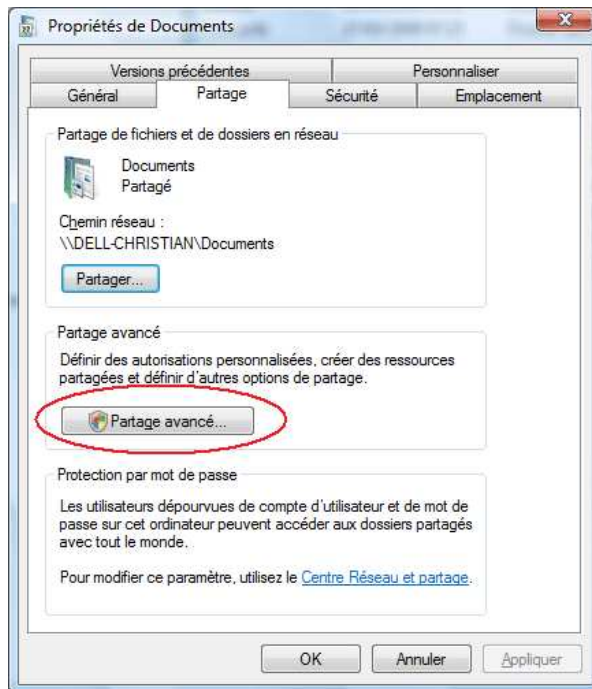 Propriétés de Documents
Versions précédentes
Personnaliser
Général
Partage
Sécurité
Emplacement
Partage de fichiers et de dossiers en réseau
Documents
Partagé
Chemin réseau :
\\DELL-CHRISTIAN\Documents
Partager...
Partage avancé
Définir des autorisations personnalisées, créer des ressources
partagées et définir d'autres options de partage.
Partage avancé...
Protection par mot de passe
Les utilisateurs dépourvues de compte d'utilisateur et de mot de
passe sur cet ordinateur peuvent accéder aux dossiers partagés
avec tout le monde.
Pour modifier ce paramètre, utilisez le Centre Réseau et partage.
OK
Annuler
Appliquer